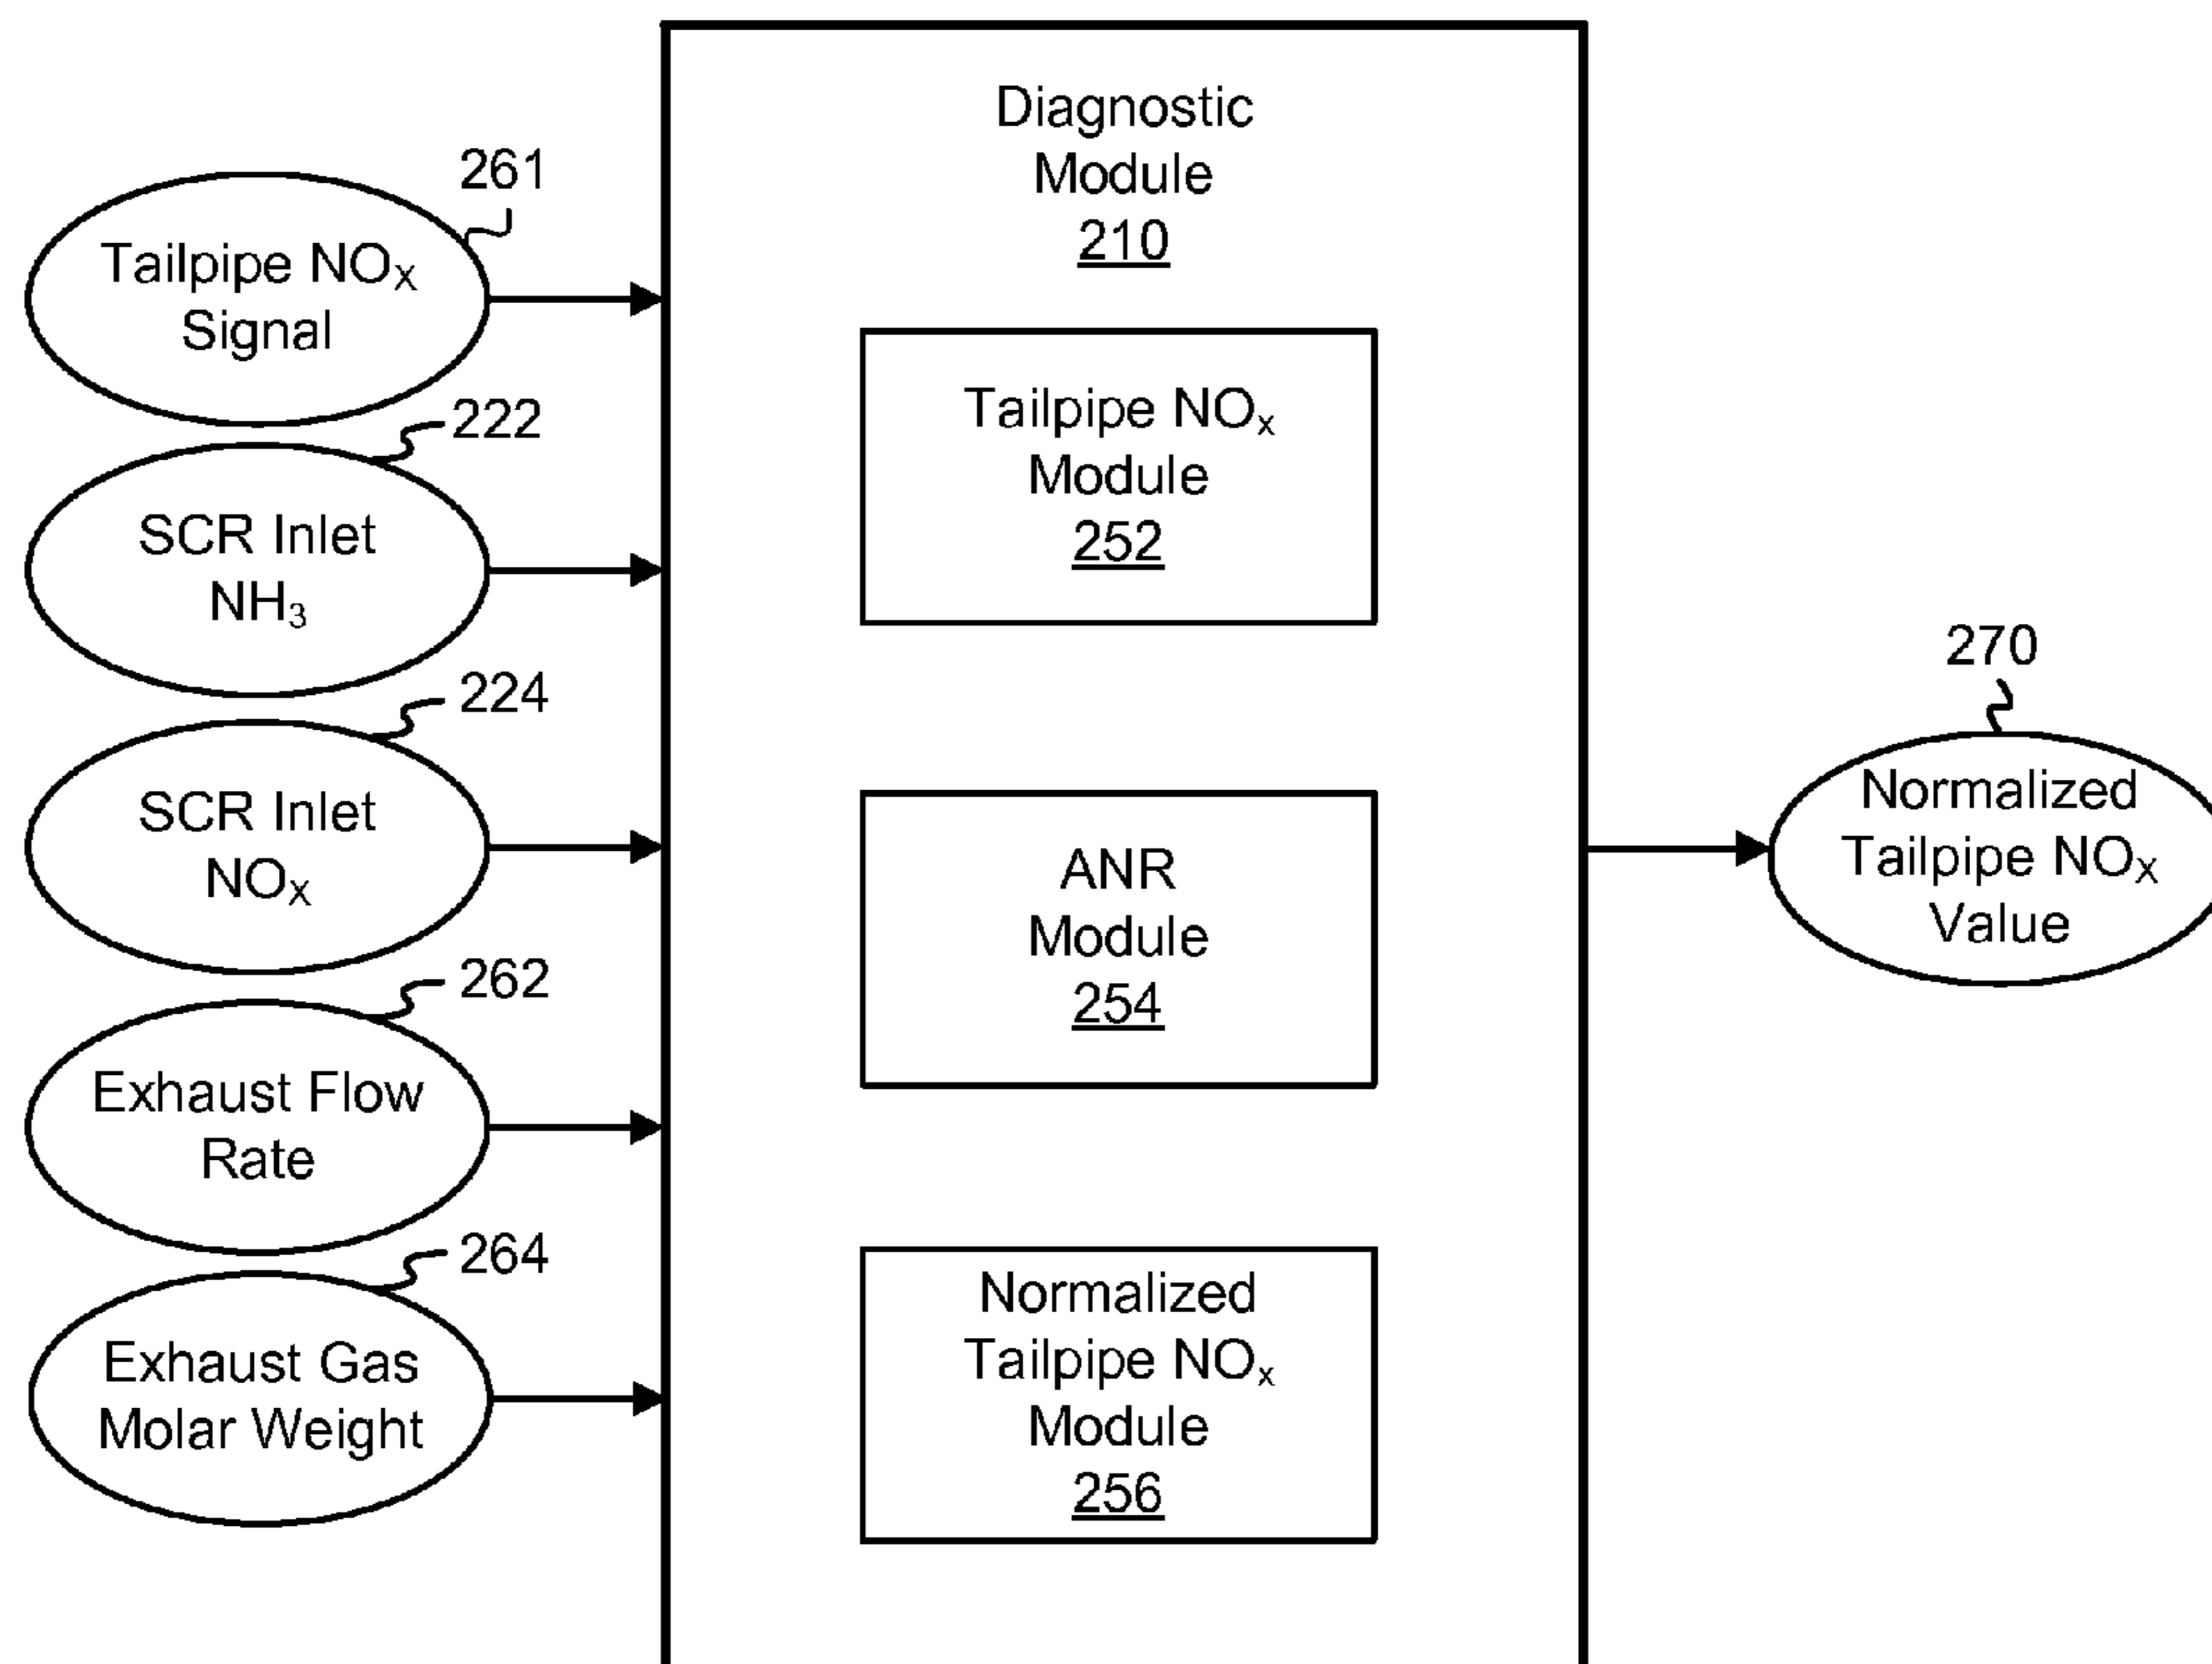 261
Tailpipe NOₓ
Signal
222
SCR Inlet
NH₃
224
SCR Inlet
NOₓ
262
Exhaust Flow
Rate
264
Exhaust Gas
Molar Weight
Diagnostic
Module
210
Tailpipe NOₓ
Module
252
ANR
Module
254
Normalized
Tailpipe NOₓ
Module
256
270
Normalized
Tailpipe NOₓ
Value